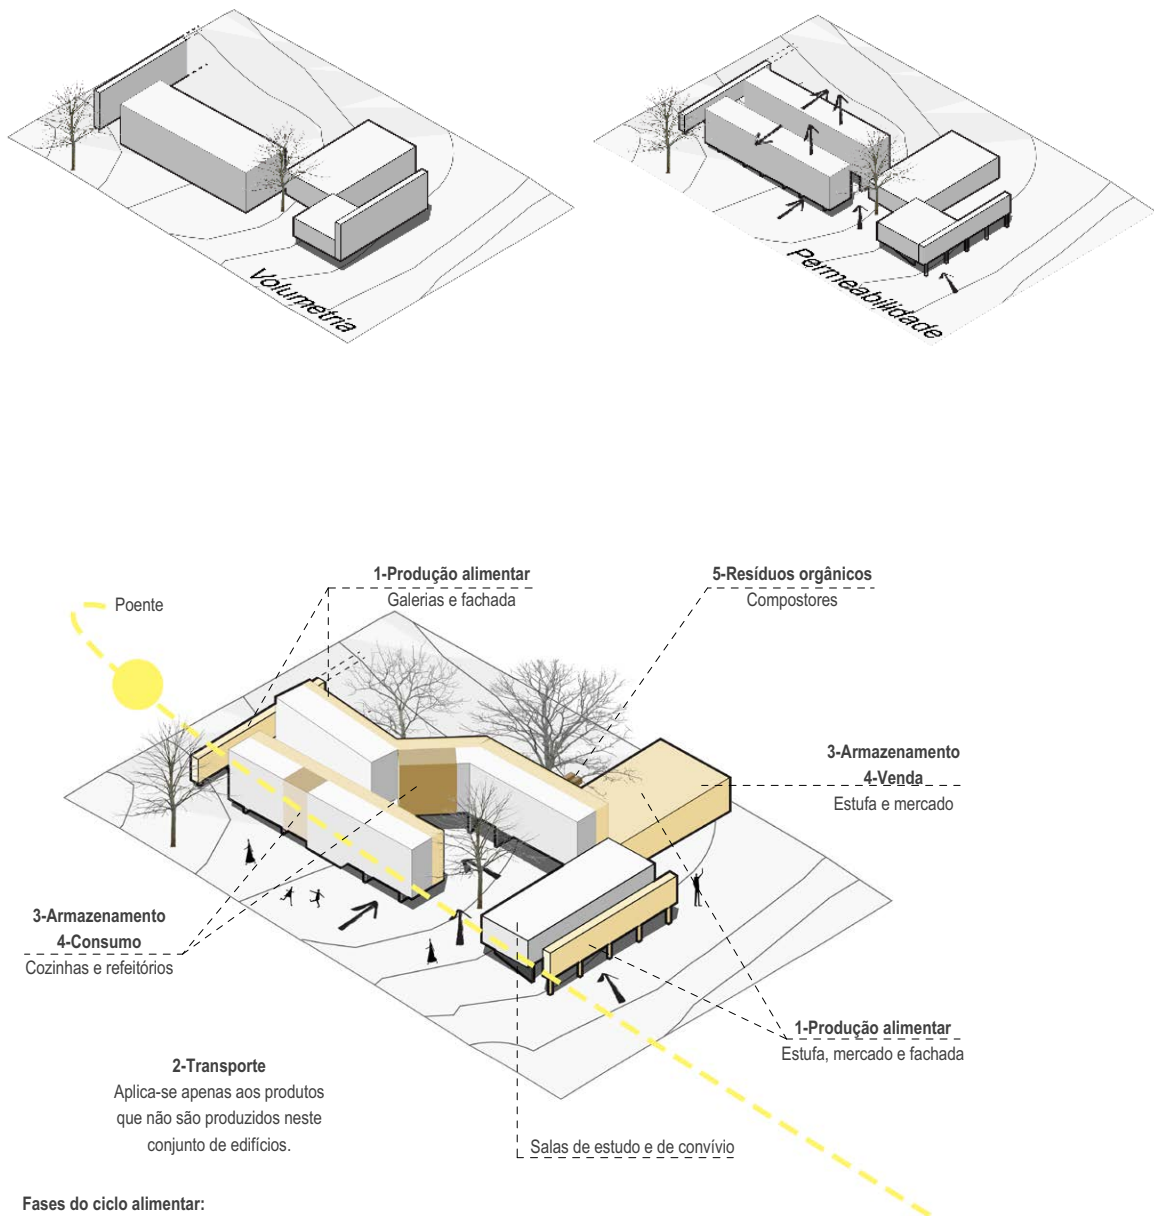 Volumetria
Permeabilidade
1-Produção alimentar
Galerias e fachada
5-Resíduos orgânicos
Compostores
Poente
3-Armazenamento
4-Venda
Estufa e mercado
3-Armazenamento
4-Consumo
Cozinhas e refeitórios
1-Produção alimentar
Estufa, mercado e fachada
2-Transporte
Aplica-se apenas aos produtos
que não são produzidos neste
conjunto de edifícios.
Salas de estudo e de convívio
Fases do ciclo alimentar: